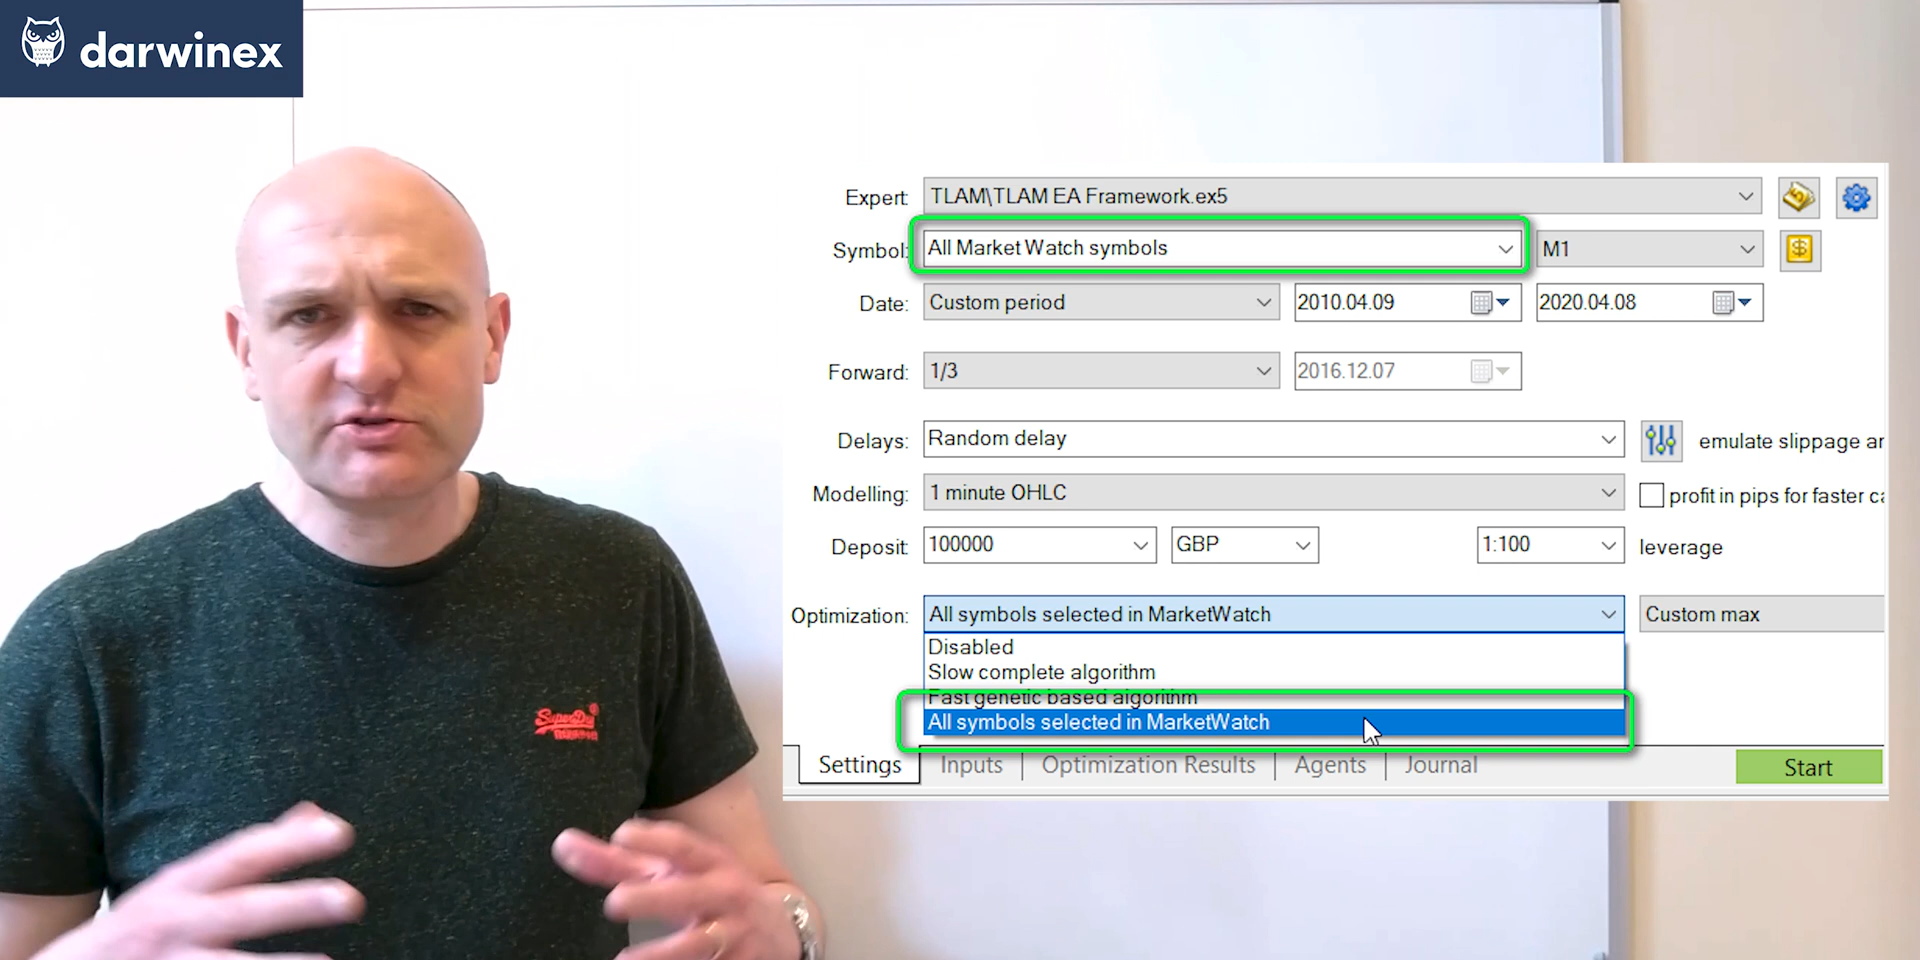 darwinex
Expert: TLAM\TLAM EA Framework.ex5
Symbol: All Market Watch symbols M1
Date: Custom period 2010.04.09 2020.04.08
Forward: 1/3 2016.12.07
Delays: Random delay emulate slippage an
Modelling: 1 minute OHLC profit in pips for faster ca
Deposit: 100000 GBP 1:100 leverage
Optimization: All symbols selected in MarketWatch Custom max
Disabled
Slow complete algorithm
Fast genetic based algorithm
All symbols selected in MarketWatch
Settings Inputs Optimization Results Agents Journal Start
SuperDry